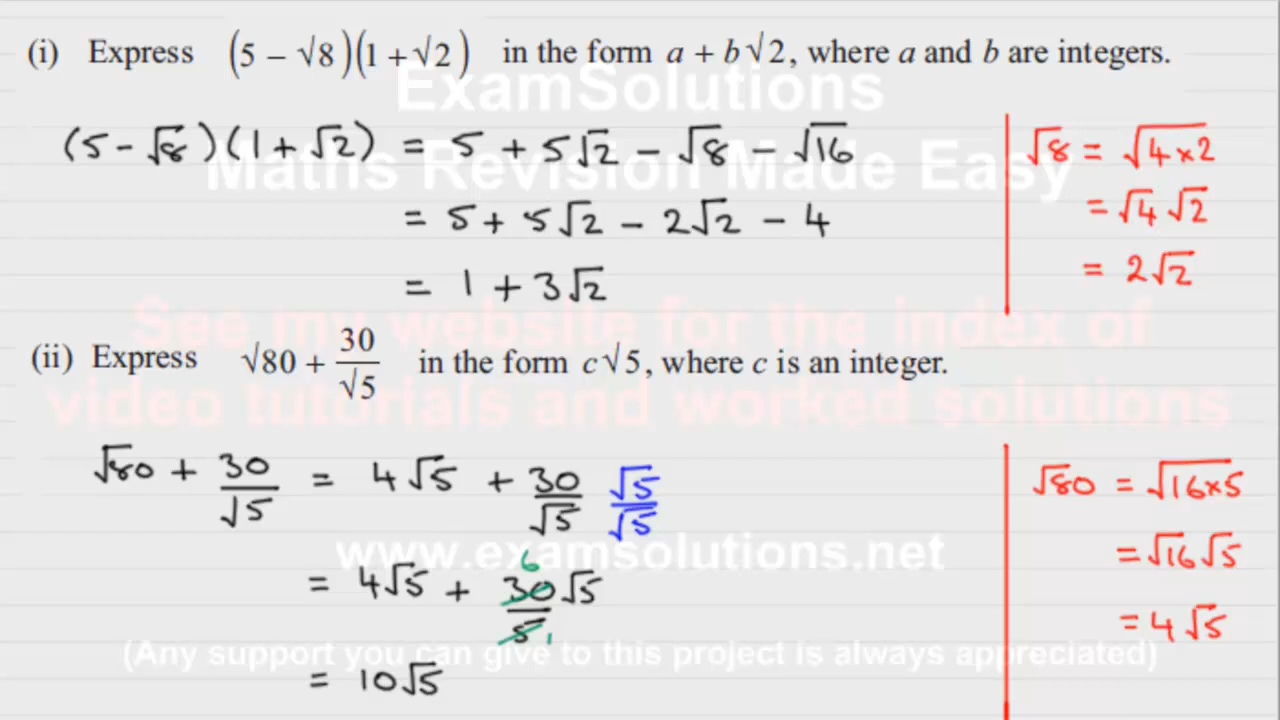 (i) Express (5 – √8)(1 + √2) in the form a + b√2, where a and b are integers.
ExamSolutions
(5 - √8)(1 + √2) = 5 + 5√2 - √8 - √16
√8 = √4×2
Maths Revision Made Easy
= √4 √2
= 5 + 5√2 - 2√2 - 4
= 2√2
= 1 + 3√2
See my website for the index of
(ii) Express √80 + 30/√5 in the form c√5, where c is an integer.
video tutorials and worked solutions
√80 + 30/√5 = 4√5 + 30/√5 √5/√5
√80 = √16×5
www.examsolutions.net
= √16 √5
= 4√5 + 30/5 √5
6
1
= 4√5
(Any support you can give to this project is always appreciated)
= 10√5